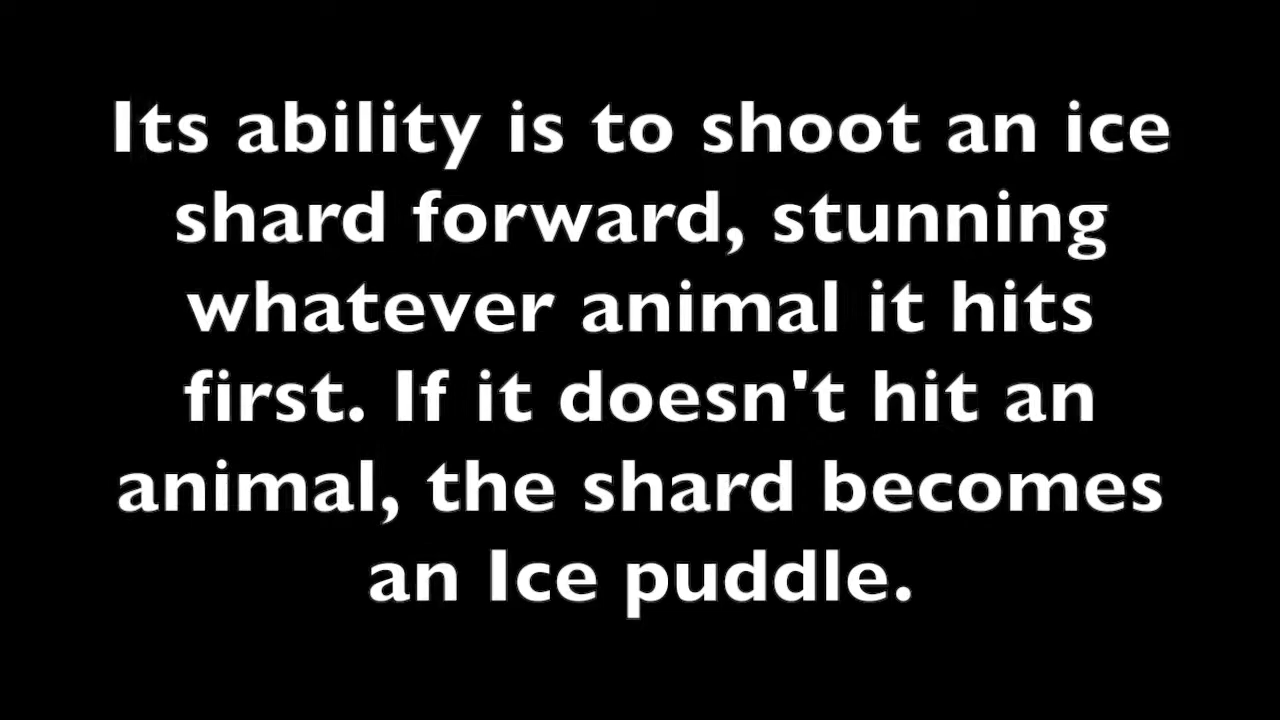 Its ability is to shoot an ice
shard forward, stunning
whatever animal it hits
first. If it doesn't hit an
animal, the shard becomes
an Ice puddle.